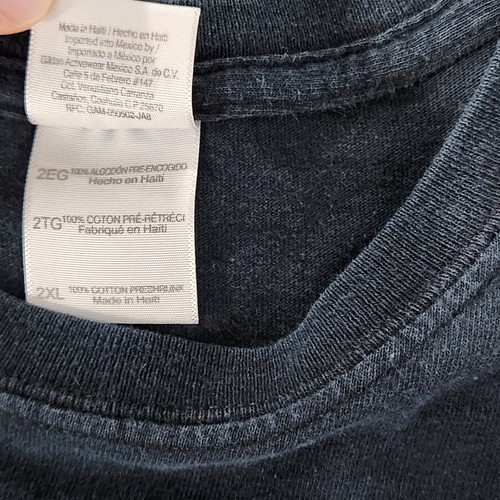 Made in Haiti / Hecho en Haiti
Imported into Mexico by /
Importado a México por
Gildan Activewear Mexico S.A. de C.V.
Calle 5 de Febrero #147
Col. Venustiano Carranza
Castaños, Coahuila C.P. 25870
RFC: GAM-050902-JA8
2EG 100% ALGODÓN PRE-ENCOGIDO
Hecho en Haití
2TG 100% COTON PRÉ-RÉTRÉCI
Fabriqué en Haïti
2XL 100% COTTON PRESHRUNK
Made in Haiti